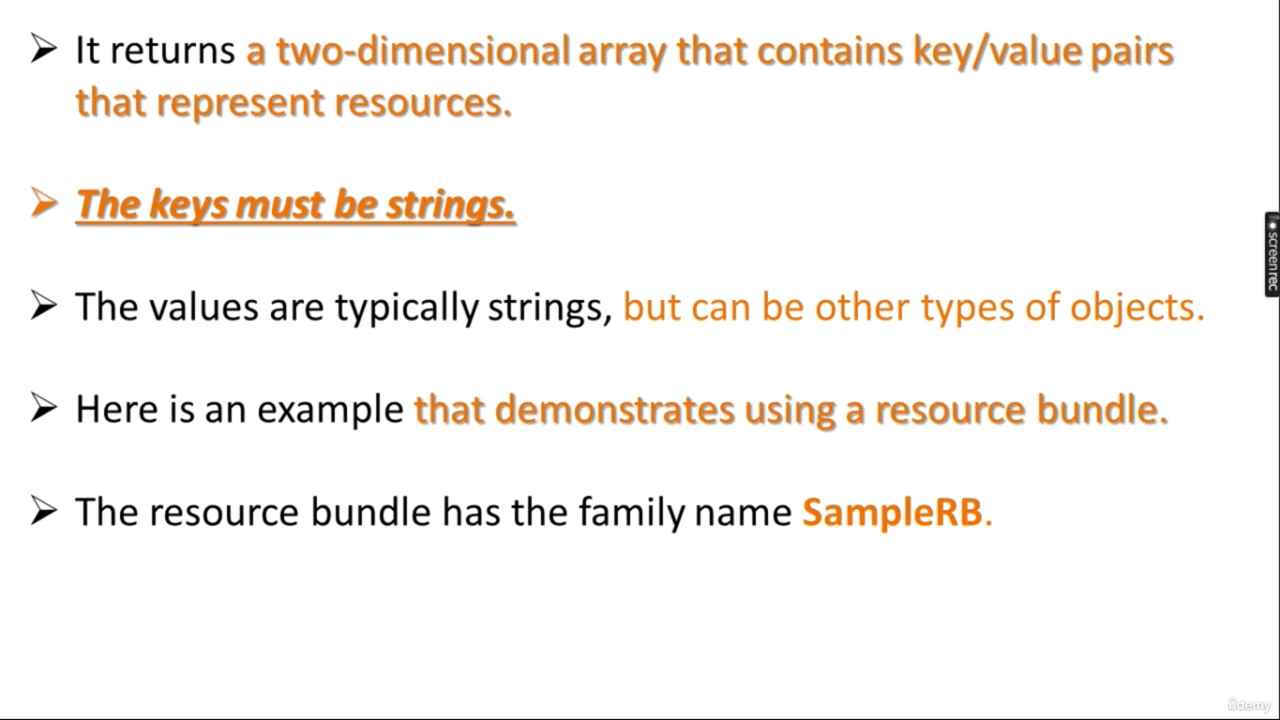 It returns a two-dimensional array that contains key/value pairs
that represent resources.
The keys must be strings.
The values are typically strings, but can be other types of objects.
Here is an example that demonstrates using a resource bundle.
The resource bundle has the family name SampleRB.
screenrec
ûdemy